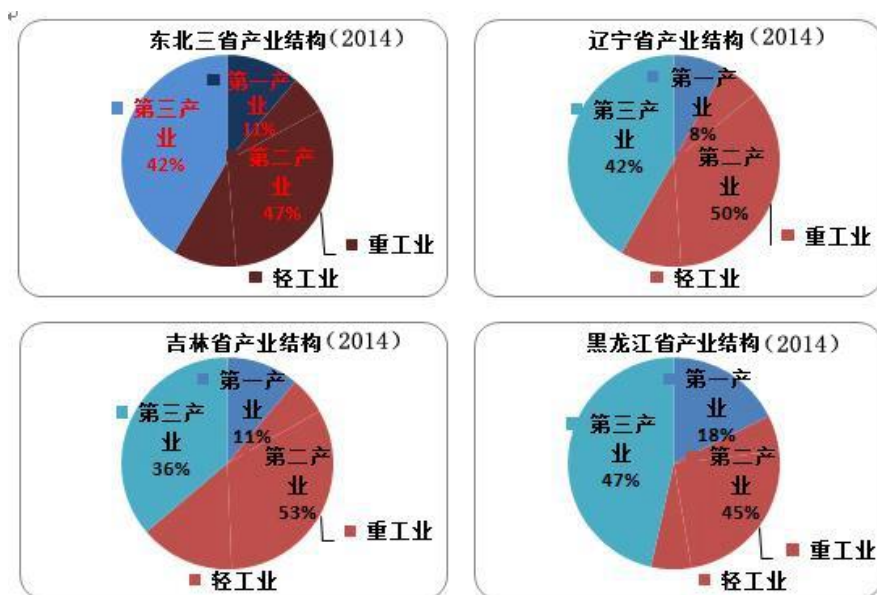 东北三省产业结构(2014)
第一产
业
11%
第三产
业
42%
第二产
业
47%
重工业
轻工业
辽宁省产业结构(2014)
第一产
业
8%
第三产
业
42%
第二产
业
50%
重工业
轻工业
吉林省产业结构(2014)
第一产
业
11%
第三产
业
36%
第二产
业
53%
重工业
轻工业
黑龙江省产业结构(2014)
第一产
业
18%
第三产
业
47%
第二产
业
45%
重工业
轻工业